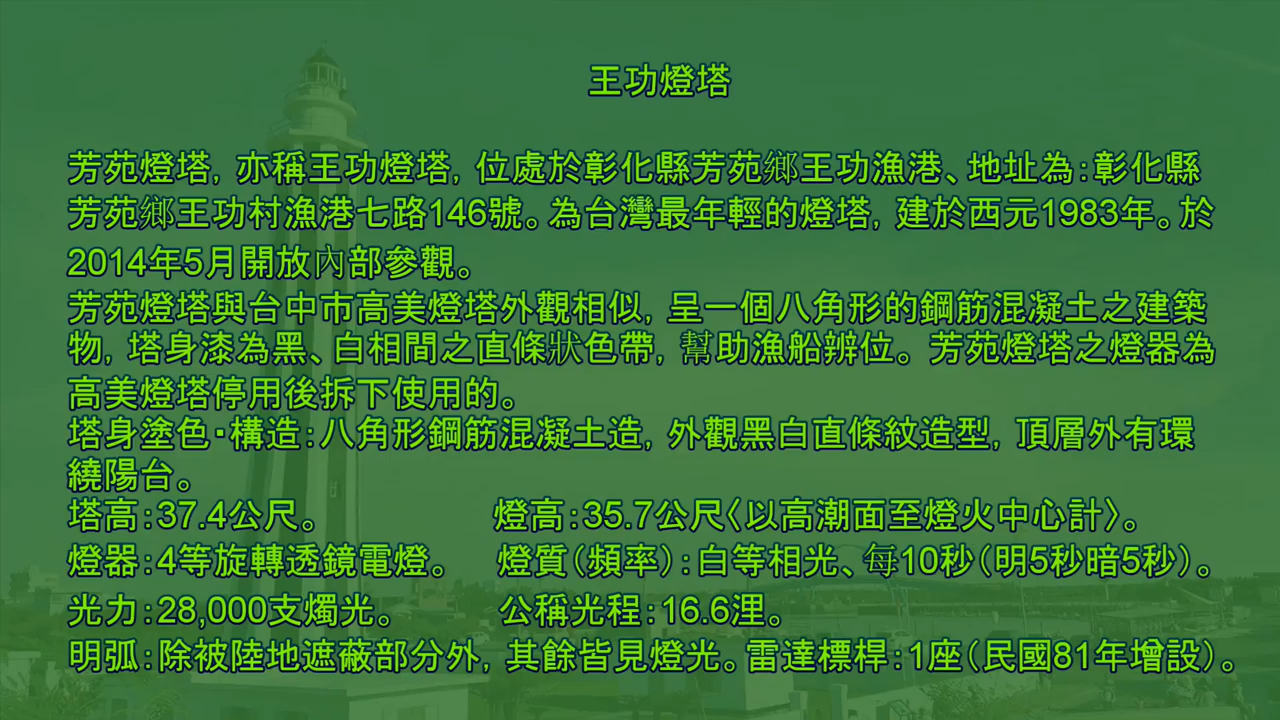 王功燈塔
芳苑燈塔,亦稱王功燈塔,位處於彰化縣芳苑鄉王功漁港、地址為:彰化縣
芳苑鄉王功村漁港七路146號。為台灣最年輕的燈塔,建於西元1983年。於
2014年5月開放內部參觀。
芳苑燈塔與台中市高美燈塔外觀相似,呈一個八角形的鋼筋混凝土之建築
物,塔身漆為黑、白相間之直條狀色帶,幫助漁船辨位。芳苑燈塔之燈器為
高美燈塔停用後拆下使用的。
塔身塗色‧構造:八角形鋼筋混凝土造,外觀黑白直條紋造型,頂層外有環
繞陽台。
塔高:37.4公尺。 燈高:35.7公尺〈以高潮面至燈火中心計〉。
燈器:4等旋轉透鏡電燈。 燈質(頻率):白等相光、每10秒(明5秒暗5秒)。
光力:28,000支燭光。 公稱光程:16.6浬。
明弧:除被陸地遮蔽部分外,其餘皆見燈光。雷達標桿:1座(民國81年增設)。